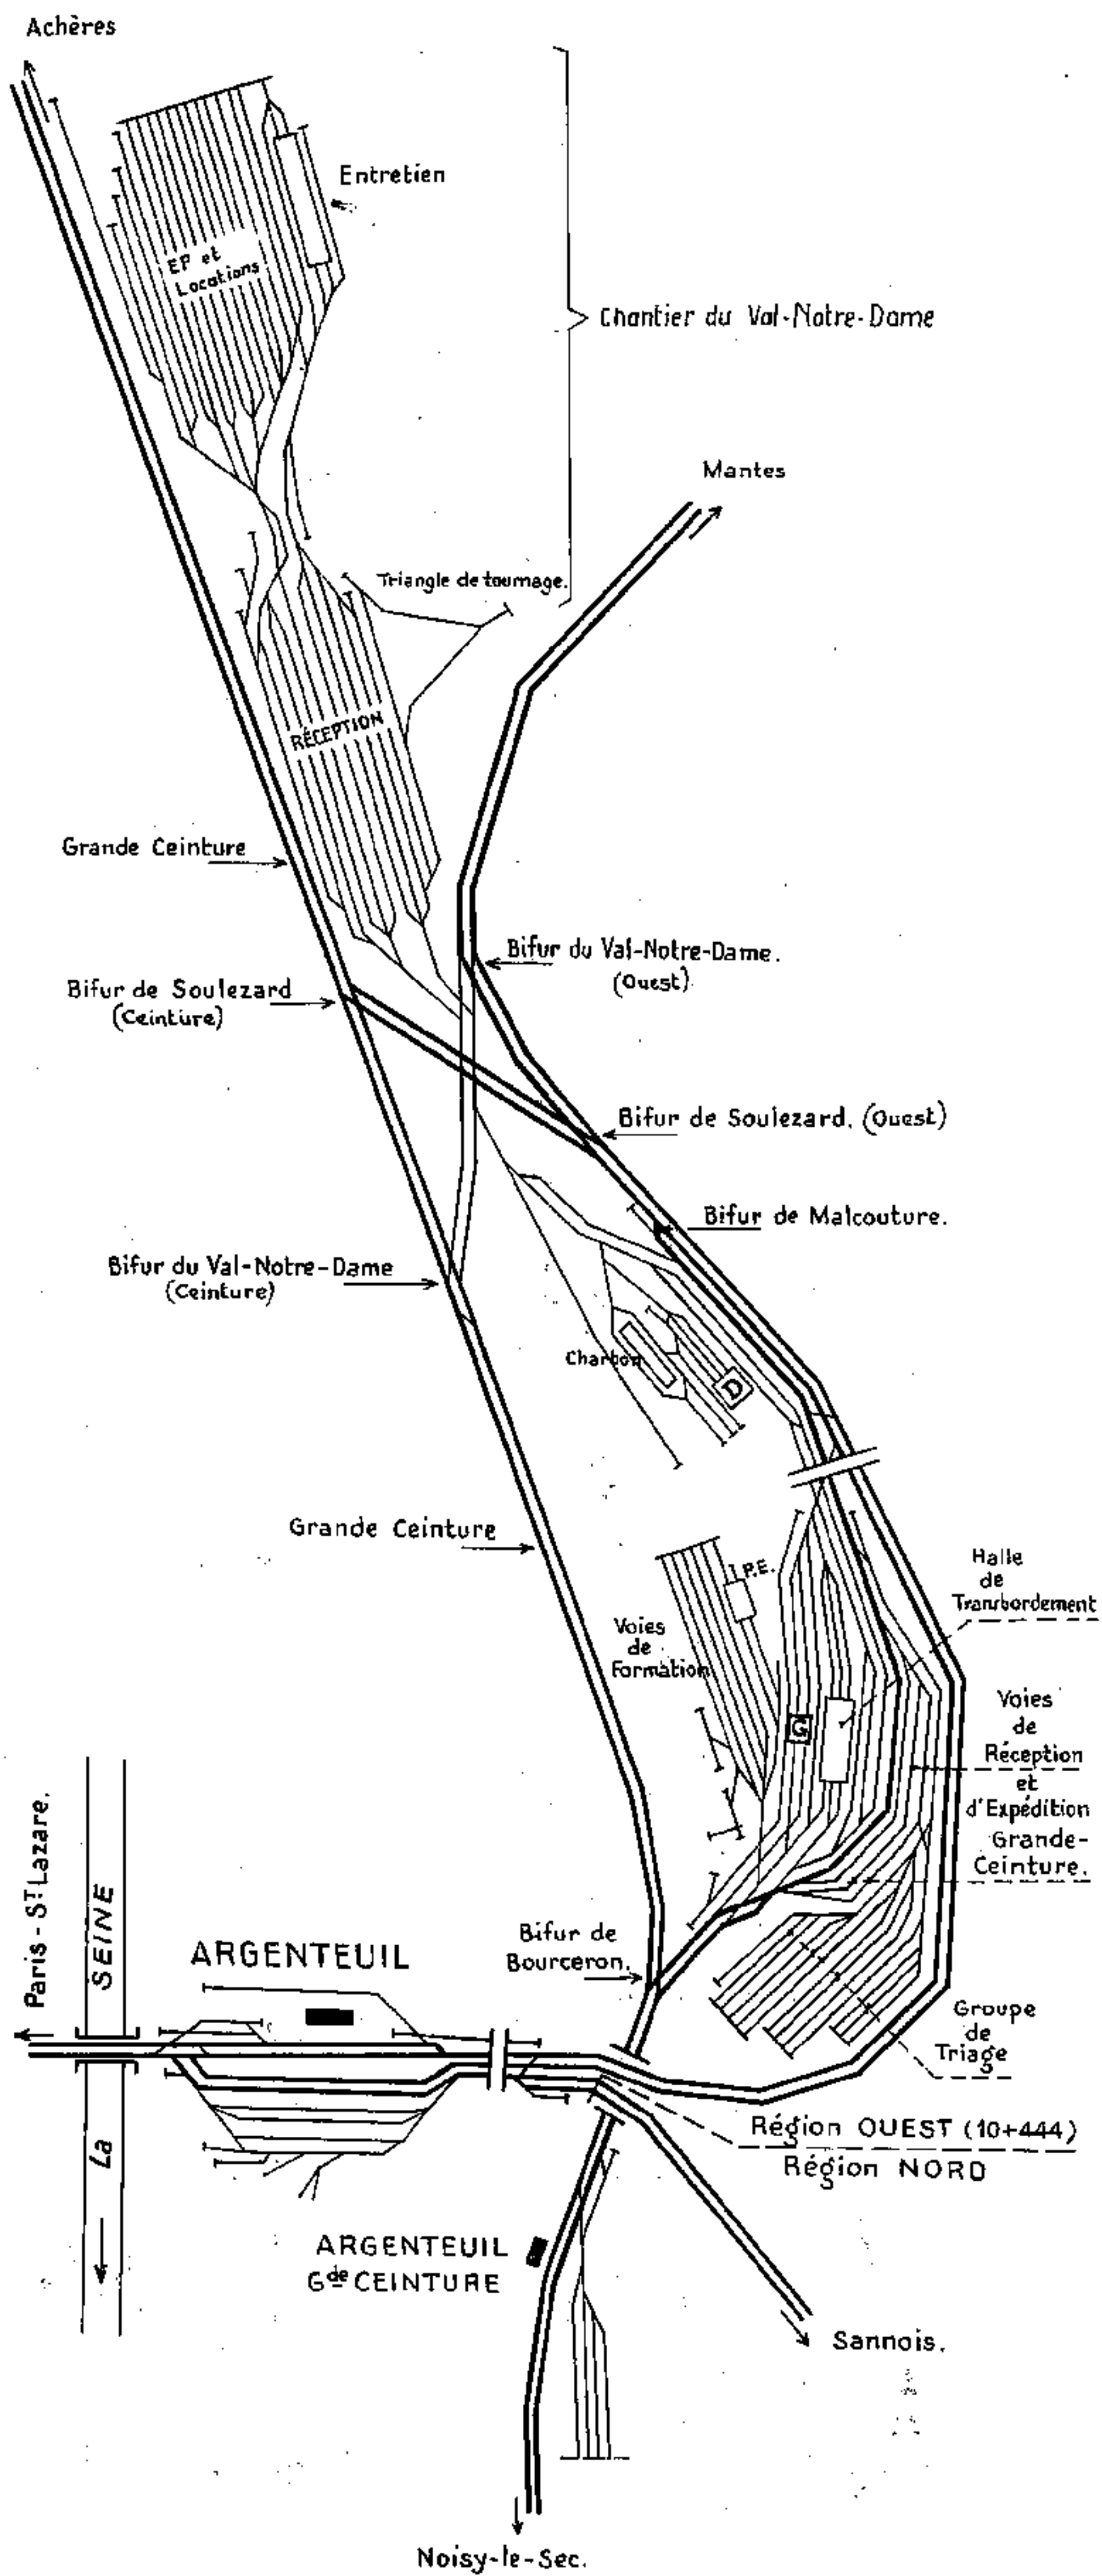 Achères
Entretien
EP et
Locations
Chantier du Val-Notre-Dame
Mantes
Triangle de tournage.
RÉCEPTION
Grande Ceinture
Bifur du Val-Notre-Dame.
(Ouest)
Bifur de Soulezard
(Ceinture)
Bifur de Soulezard. (Ouest)
Bifur de Malcouture.
Bifur du Val-Notre-Dame
(Ceinture)
Charbon
D
Grande Ceinture
Halle
de
Transbordement
P.E.
Voies
de
Formation
G
Voies
de
Réception
et
d'Expédition
Grande-
Ceinture.
Paris - ST Lazare.
La SEINE
ARGENTEUIL
Bifur de
Bourceron.
Groupe
de
Triage
Région OUEST (10+444)
Région NORD
ARGENTEUIL
Gde CEINTURE
Sannois.
Noisy-le-Sec.